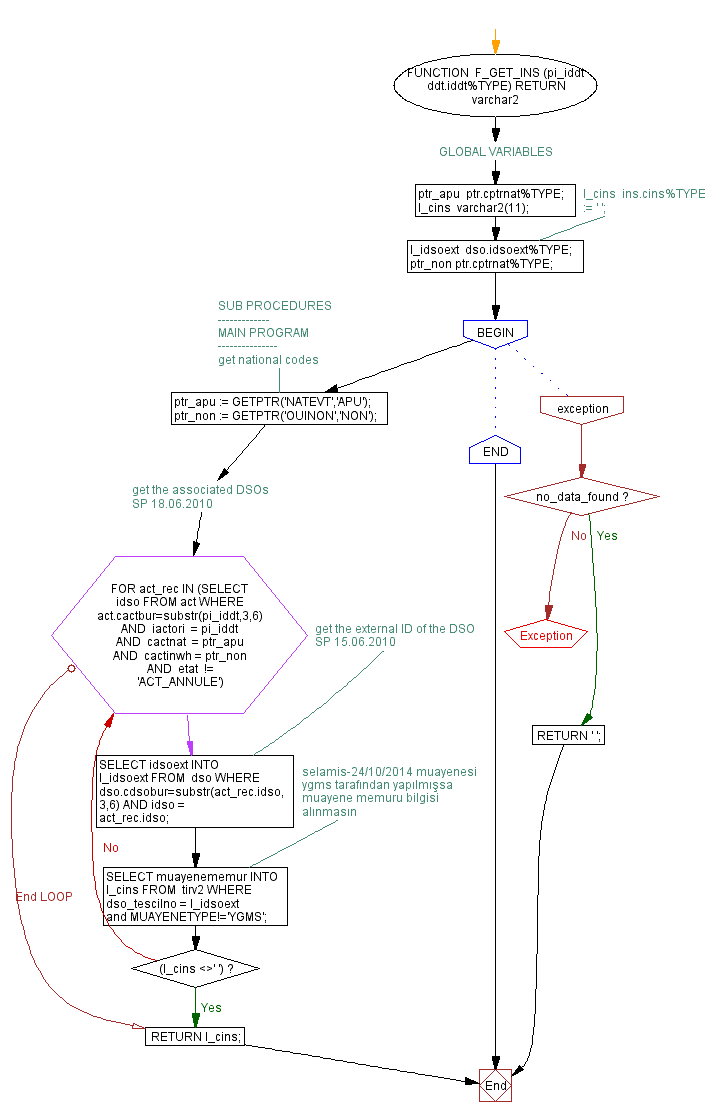 FUNCTION F_GET_INS (pi_iddt
ddt.iddt%TYPE) RETURN
varchar2
GLOBAL VARIABLES
ptr_apu ptr.cptrnat%TYPE;
l_cins varchar2(11);
l_cins ins.cins%TYPE
:= ' ';
l_idsoext dso.idsoext%TYPE;
ptr_non ptr.cptrnat%TYPE;
SUB PROCEDURES
-------------
MAIN PROGRAM
---------------
get national codes
BEGIN
ptr_apu := GETPTR('NATEVT','APU');
ptr_non := GETPTR('OUINON','NON');
exception
END
get the associated DSOs
SP 18.06.2010
no_data_found ?
No
Yes
FOR act_rec IN (SELECT
idso FROM act WHERE
act.cactbur=substr(pi_iddt,3,6)
AND iactori = pi_iddt
AND cactnat = ptr_apu
AND cactinwh = ptr_non
AND etat !=
'ACT_ANNULE')
get the external ID of the DSO
SP 15.06.2010
Exception
RETURN ' ';
SELECT idsoext INTO
l_idsoext FROM dso WHERE
dso.cdsobur=substr(act_rec.idso,
3,6) AND idso =
act_rec.idso;
selamis-24/10/2014 muayenesi
ygms tarafından yapılmışsa
muayene memuru bilgisi
alınmasın
No
SELECT muayenememur INTO
l_cins FROM tirv2 WHERE
dso_tescilno = l_idsoext
and MUAYENETYPE!='YGMS';
End LOOP
(l_cins <>' ') ?
Yes
RETURN l_cins;
End